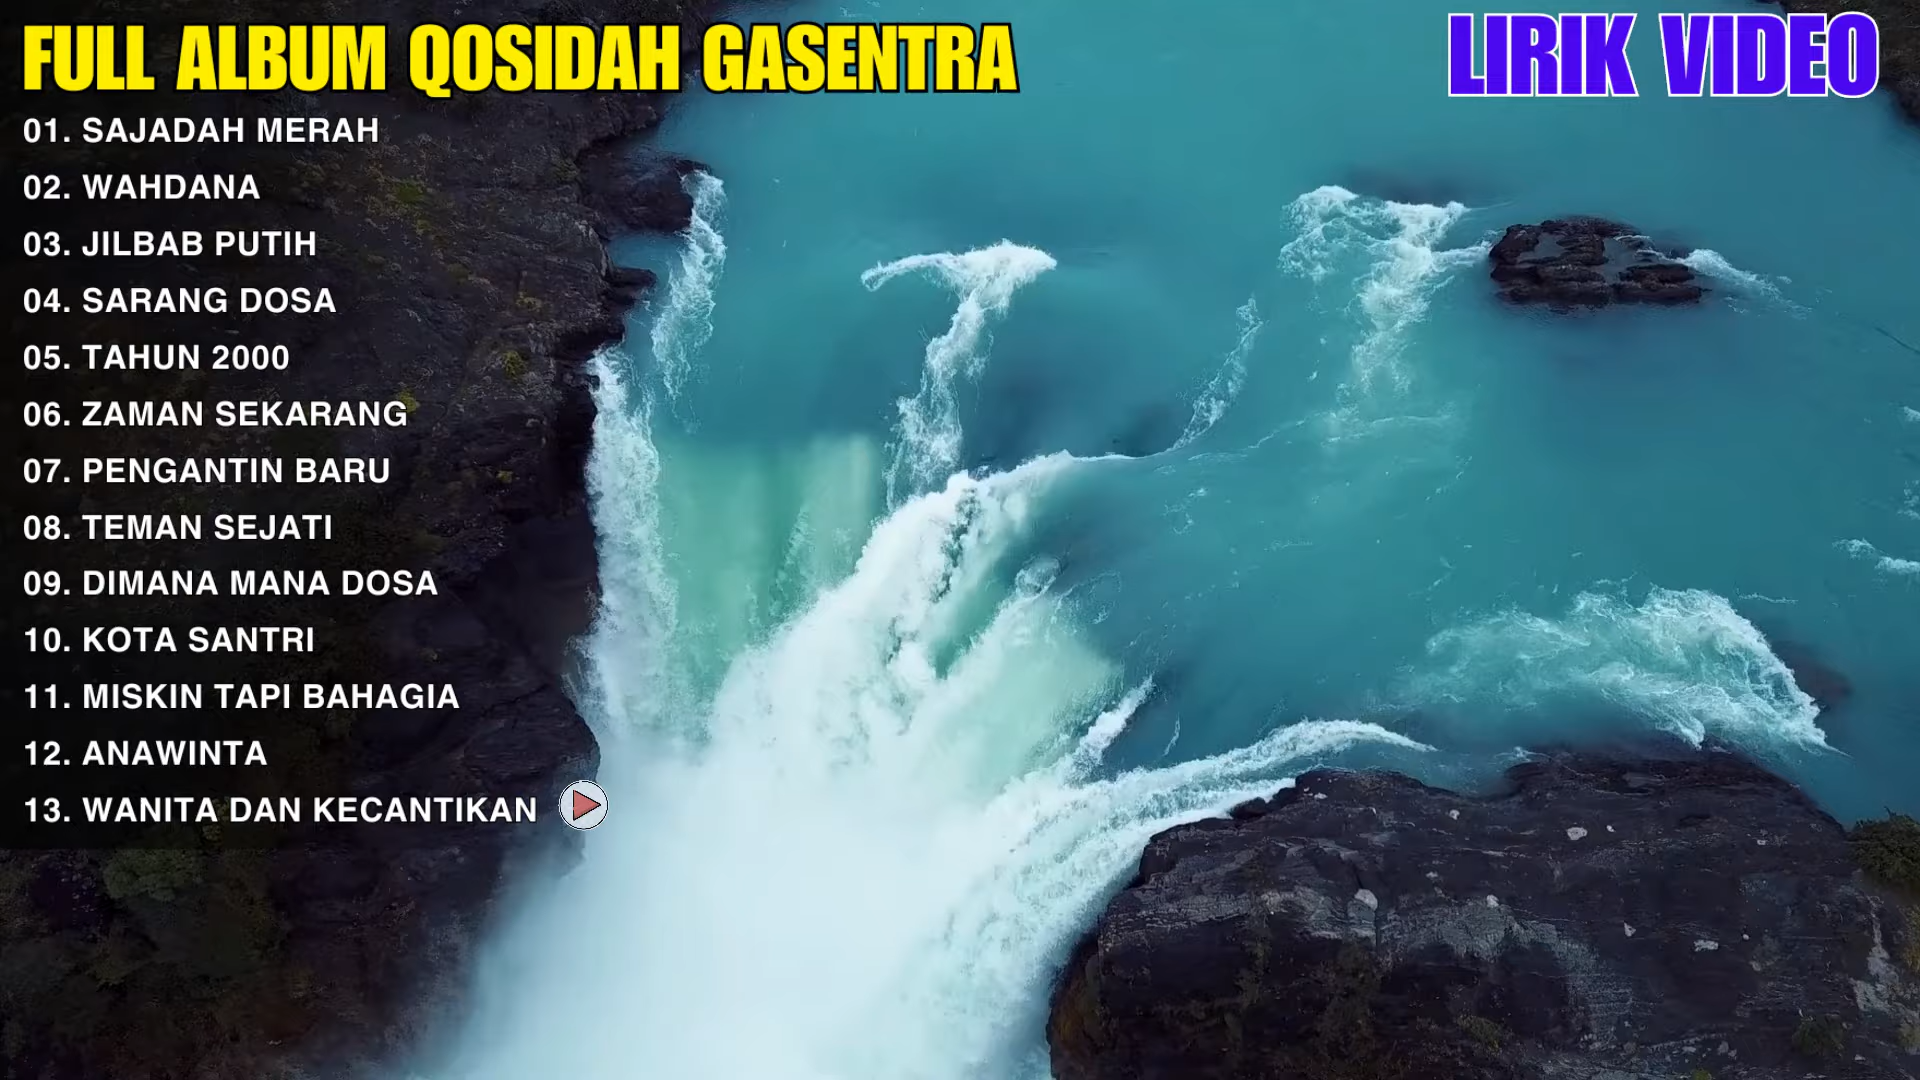 FULL ALBUM QOSIDAH GASENTRA
LIRIK VIDEO
01. SAJADAH MERAH
02. WAHDANA
03. JILBAB PUTIH
04. SARANG DOSA
05. TAHUN 2000
06. ZAMAN SEKARANG
07. PENGANTIN BARU
08. TEMAN SEJATI
09. DIMANA MANA DOSA
10. KOTA SANTRI
11. MISKIN TAPI BAHAGIA
12. ANAWINTA
13. WANITA DAN KECANTIKAN